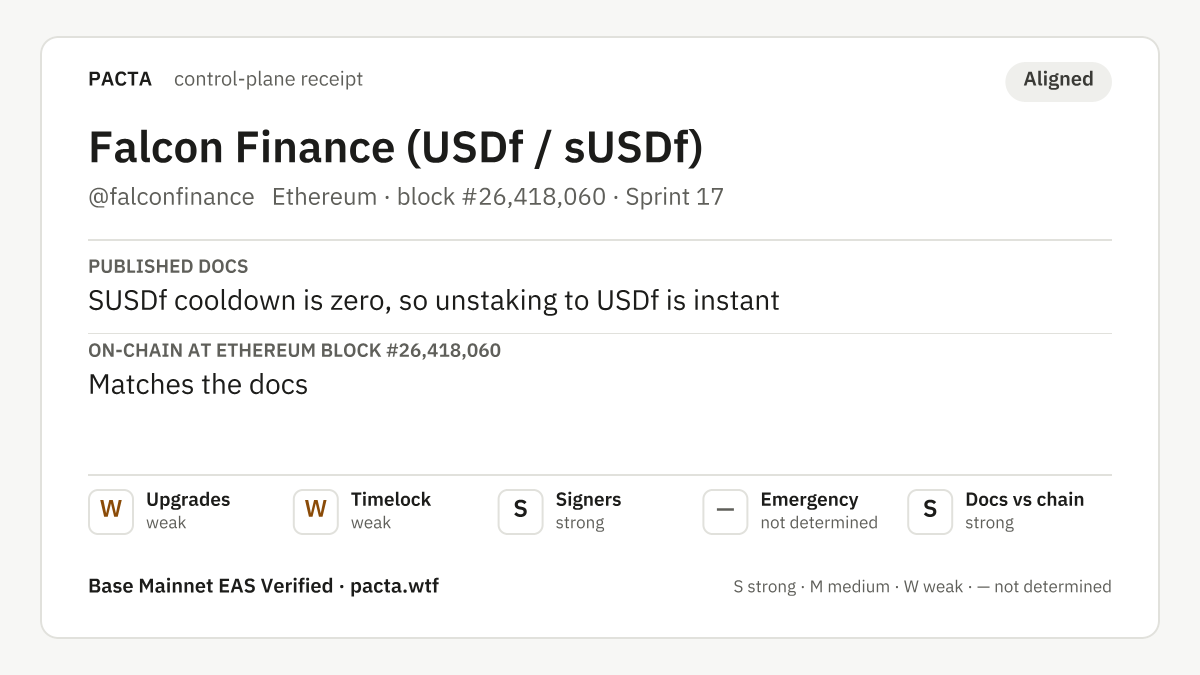 PACTA control-plane receipt Aligned
Falcon Finance (USDf / sUSDf)
@falconfinance Ethereum · block #26,418,060 · Sprint 17
PUBLISHED DOCS
SUSDf cooldown is zero, so unstaking to USDf is instant
ON-CHAIN AT ETHEREUM BLOCK #26,418,060
Matches the docs
W Upgrades weak
W Timelock weak
S Signers strong
— Emergency not determined
S Docs vs chain strong
Base Mainnet EAS Verified · pacta.wtf
S strong · M medium · W weak · — not determined